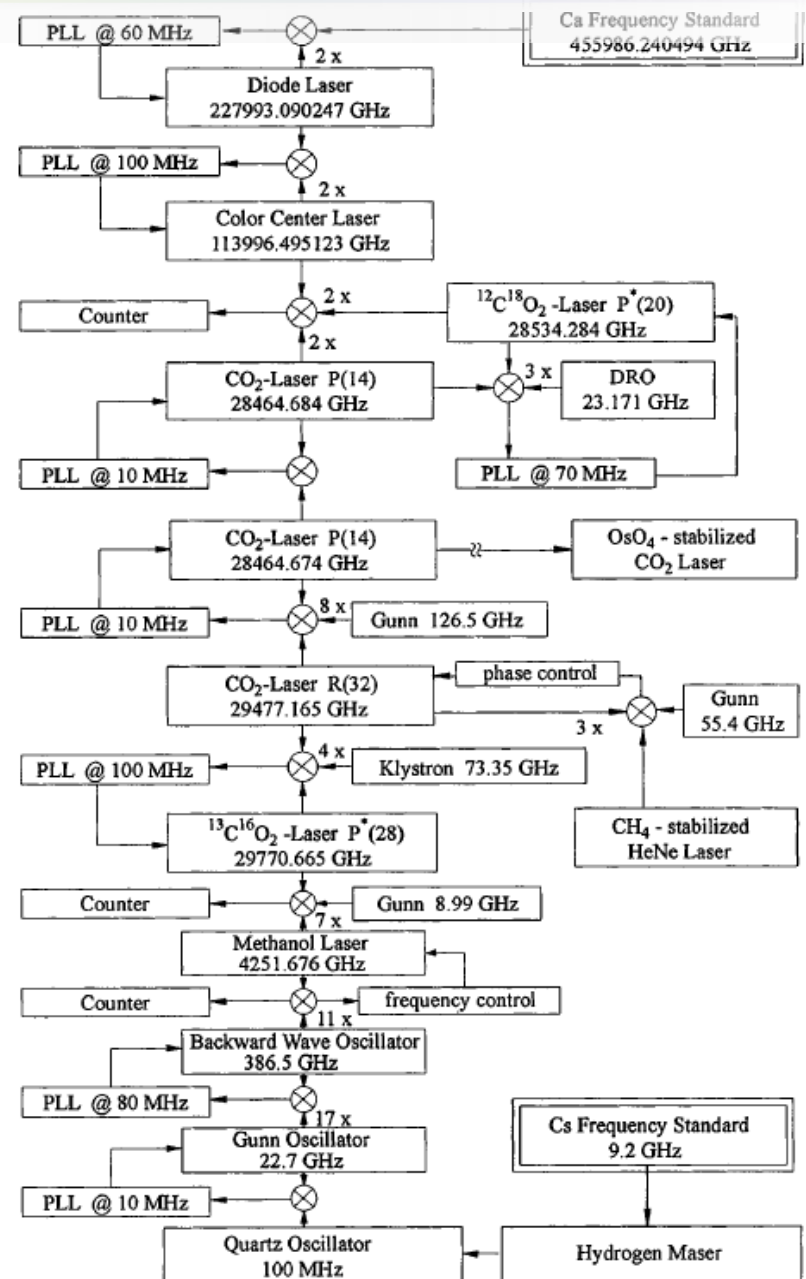 PLL @ 60 MHz
Ca Frequency Standard
455986.240494 GHz
2 x
Diode Laser
227993.090247 GHz
PLL @ 100 MHz
2 x
Color Center Laser
113996.495123 GHz
Counter
2 x
2 x
¹²C¹⁸O₂ -Laser P*(20)
28534.284 GHz
CO₂-Laser P(14)
28464.684 GHz
3 x
DRO
23.171 GHz
PLL @ 10 MHz
PLL @ 70 MHz
CO₂-Laser P(14)
28464.674 GHz
OsO₄ - stabilized
CO₂ Laser
PLL @ 10 MHz
8 x
Gunn 126.5 GHz
CO₂-Laser R(32)
29477.165 GHz
phase control
3 x
Gunn
55.4 GHz
PLL @ 100 MHz
4 x
Klystron 73.35 GHz
¹³C¹⁶O₂ -Laser P*(28)
29770.665 GHz
CH₄ - stabilized
HeNe Laser
Counter
Gunn 8.99 GHz
7 x
Methanol Laser
4251.676 GHz
Counter
frequency control
11 x
Backward Wave Oscillator
386.5 GHz
PLL @ 80 MHz
17 x
Gunn Oscillator
22.7 GHz
Cs Frequency Standard
9.2 GHz
PLL @ 10 MHz
Quartz Oscillator
100 MHz
Hydrogen Maser